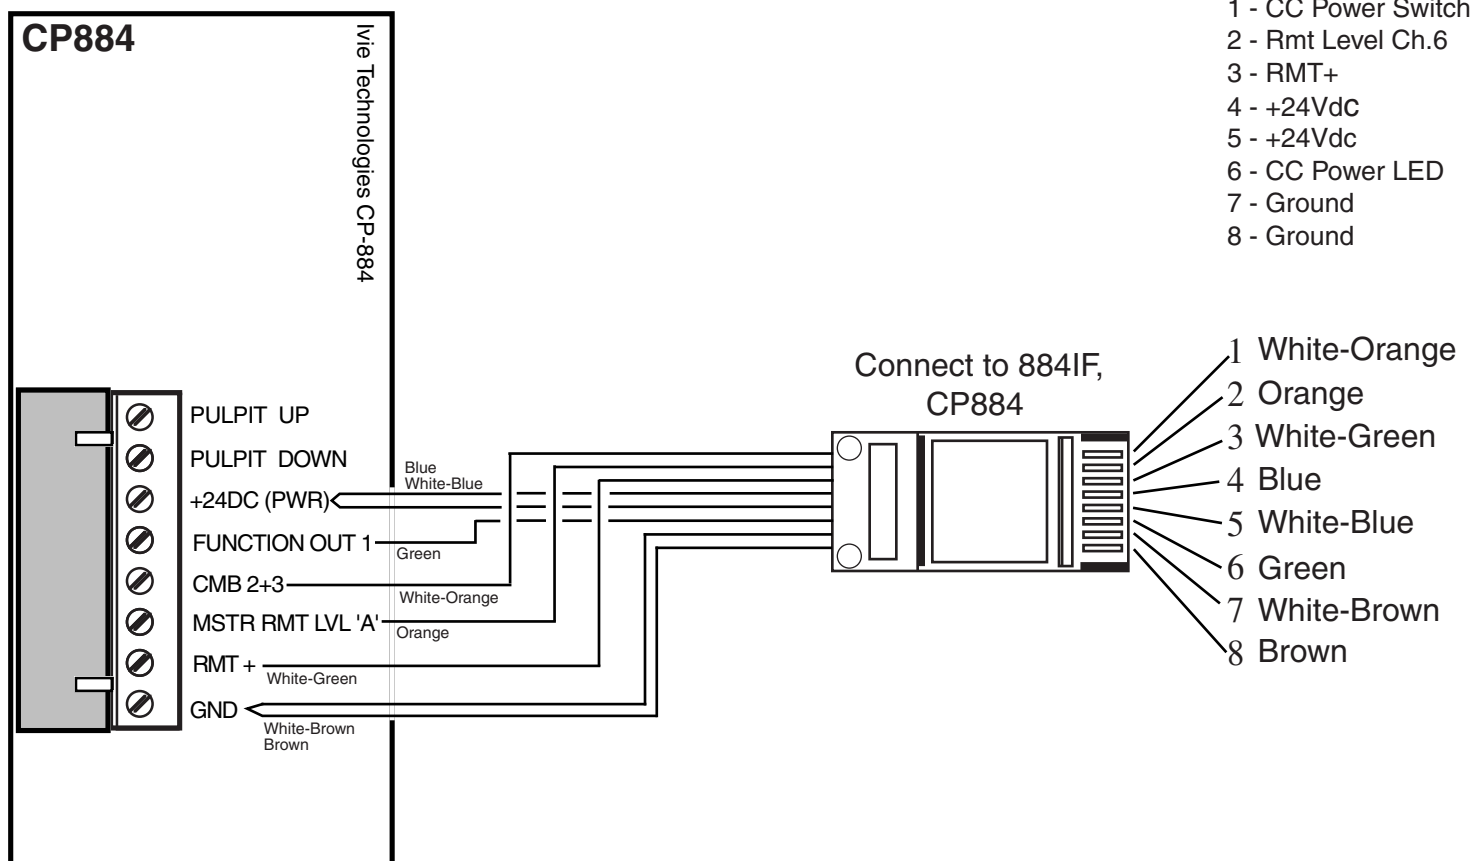 CP884
Ivie Technologies CP-884
1 - CC Power Switch
2 - Rmt Level Ch.6
3 - RMT+
4 - +24Vdc
5 - +24Vdc
6 - CC Power LED
7 - Ground
8 - Ground
PULPIT UP
PULPIT DOWN
+24DC (PWR)
FUNCTION OUT 1
CMB 2+3
MSTR RMT LVL 'A'
RMT +
GND
Blue
White-Blue
Green
White-Orange
Orange
White-Green
White-Brown
Brown
Connect to 884IF,
CP884
1 White-Orange
2 Orange
3 White-Green
4 Blue
5 White-Blue
6 Green
7 White-Brown
8 Brown